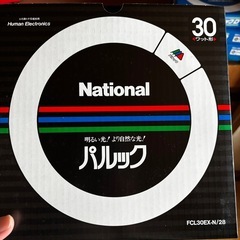 Human Electronics
30
ワット形
National
明るい光!より自然な光!
パルック
FCL30EX-N/28